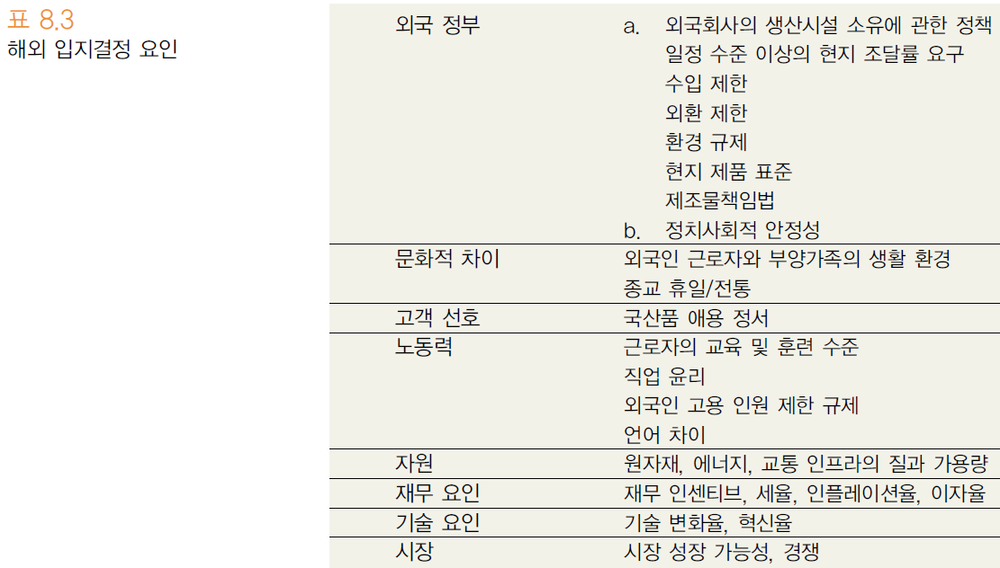 표 8.3
해외 입지결정 요인
외국 정부 a. 외국회사의 생산시설 소유에 관한 정책
일정 수준 이상의 현지 조달률 요구
수입 제한
외환 제한
환경 규제
현지 제품 표준
제조물책임법
b. 정치사회적 안정성
문화적 차이 외국인 근로자와 부양가족의 생활 환경
종교 휴일/전통
고객 선호 국산품 애용 정서
노동력 근로자의 교육 및 훈련 수준
직업 윤리
외국인 고용 인원 제한 규제
언어 차이
자원 원자재, 에너지, 교통 인프라의 질과 가용량
재무 요인 재무 인센티브, 세율, 인플레이션율, 이자율
기술 요인 기술 변화율, 혁신율
시장 시장 성장 가능성, 경쟁